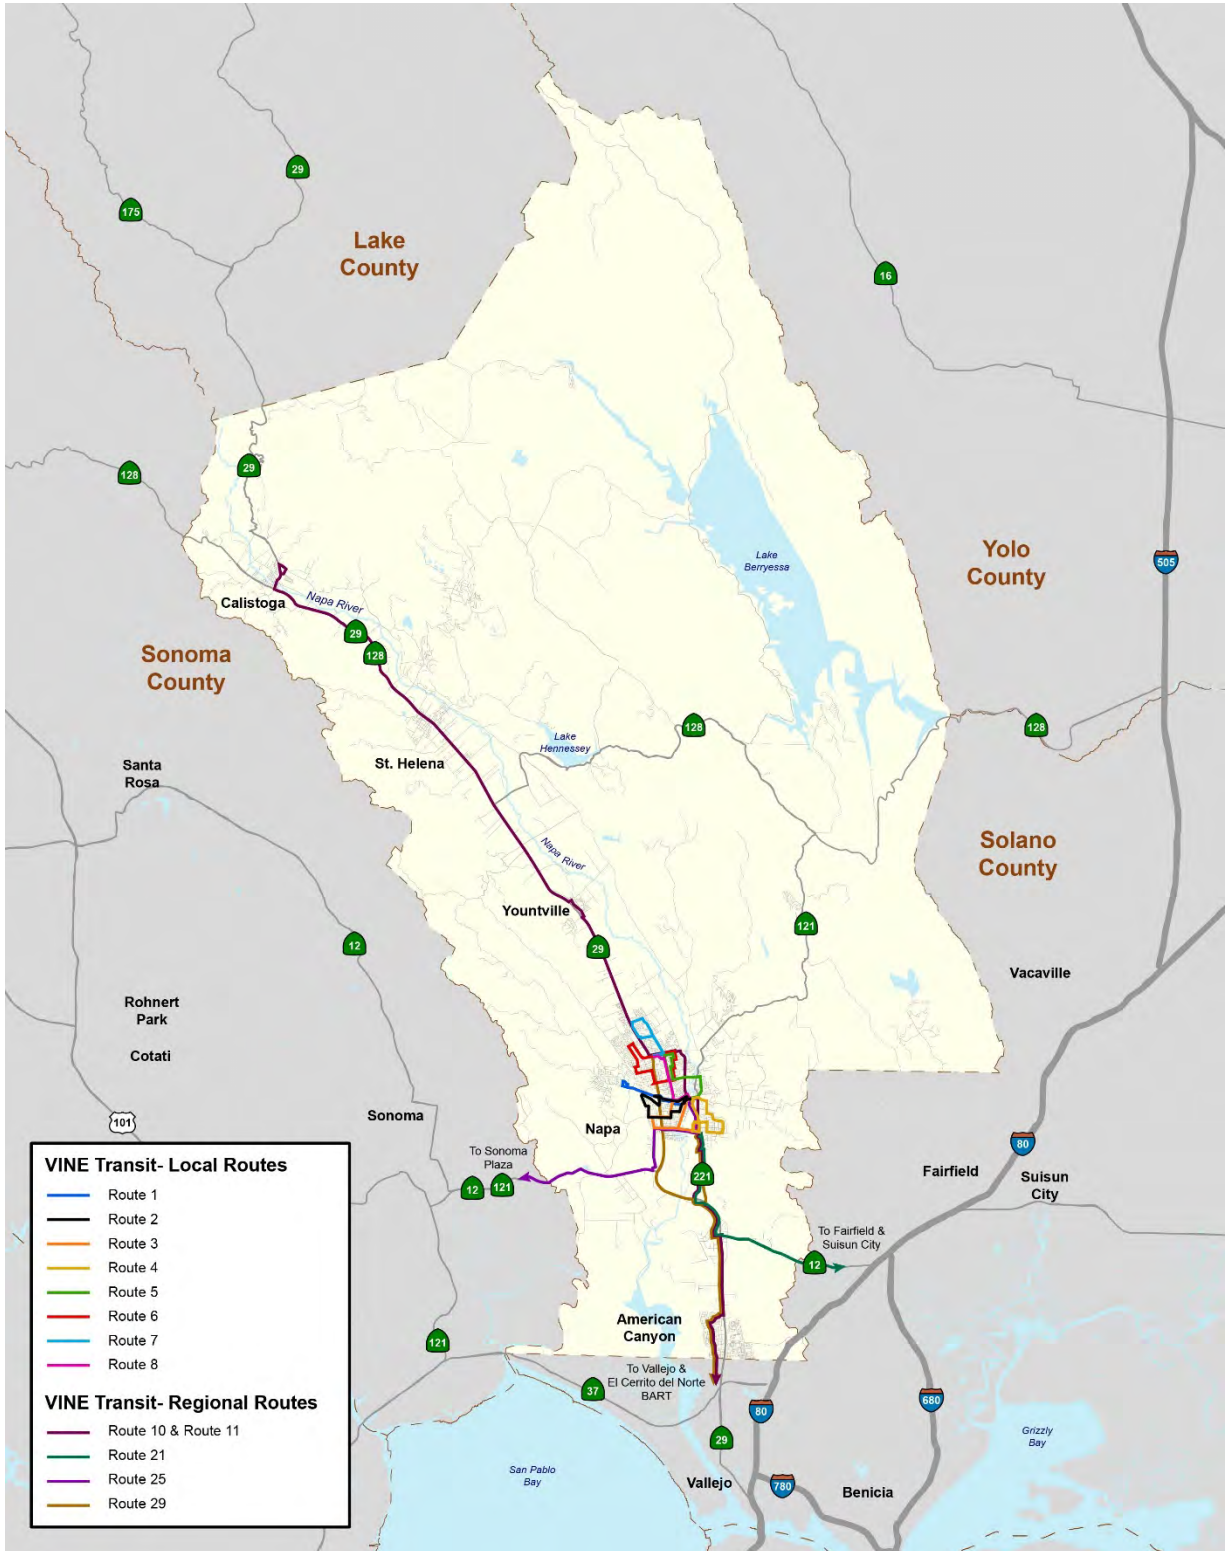 29
175
Lake
County
16
128
29
Lake
Berryessa
Yolo
County
505
Calistoga
Napa River
29
128
Sonoma
County
128
128
Lake
Hennessey
St. Helena
Santa
Rosa
Napa River
Solano
County
Yountville
121
29
12
Vacaville
Rohnert
Park
Cotati
Sonoma
101
Napa
80
To Sonoma
Plaza
12
121
221
Fairfield
Suisun
City
To Fairfield &
Suisun City
12
American
Canyon
121
To Vallejo &
El Cerrito del Norte
BART
37
80
680
29
Grizzly
Bay
San Pablo
Bay
Vallejo
780
Benicia
VINE Transit- Local Routes
Route 1
Route 2
Route 3
Route 4
Route 5
Route 6
Route 7
Route 8
VINE Transit- Regional Routes
Route 10 & Route 11
Route 21
Route 25
Route 29